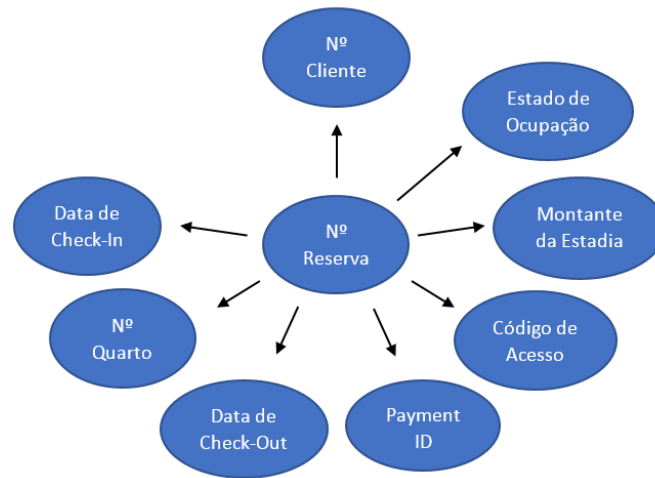 Nº
Cliente
Estado de
Ocupação
Data de
Check-In
Nº
Reserva
Montante
da Estadia
Nº
Quarto
Código de
Acesso
Data de
Check-Out
Payment
ID